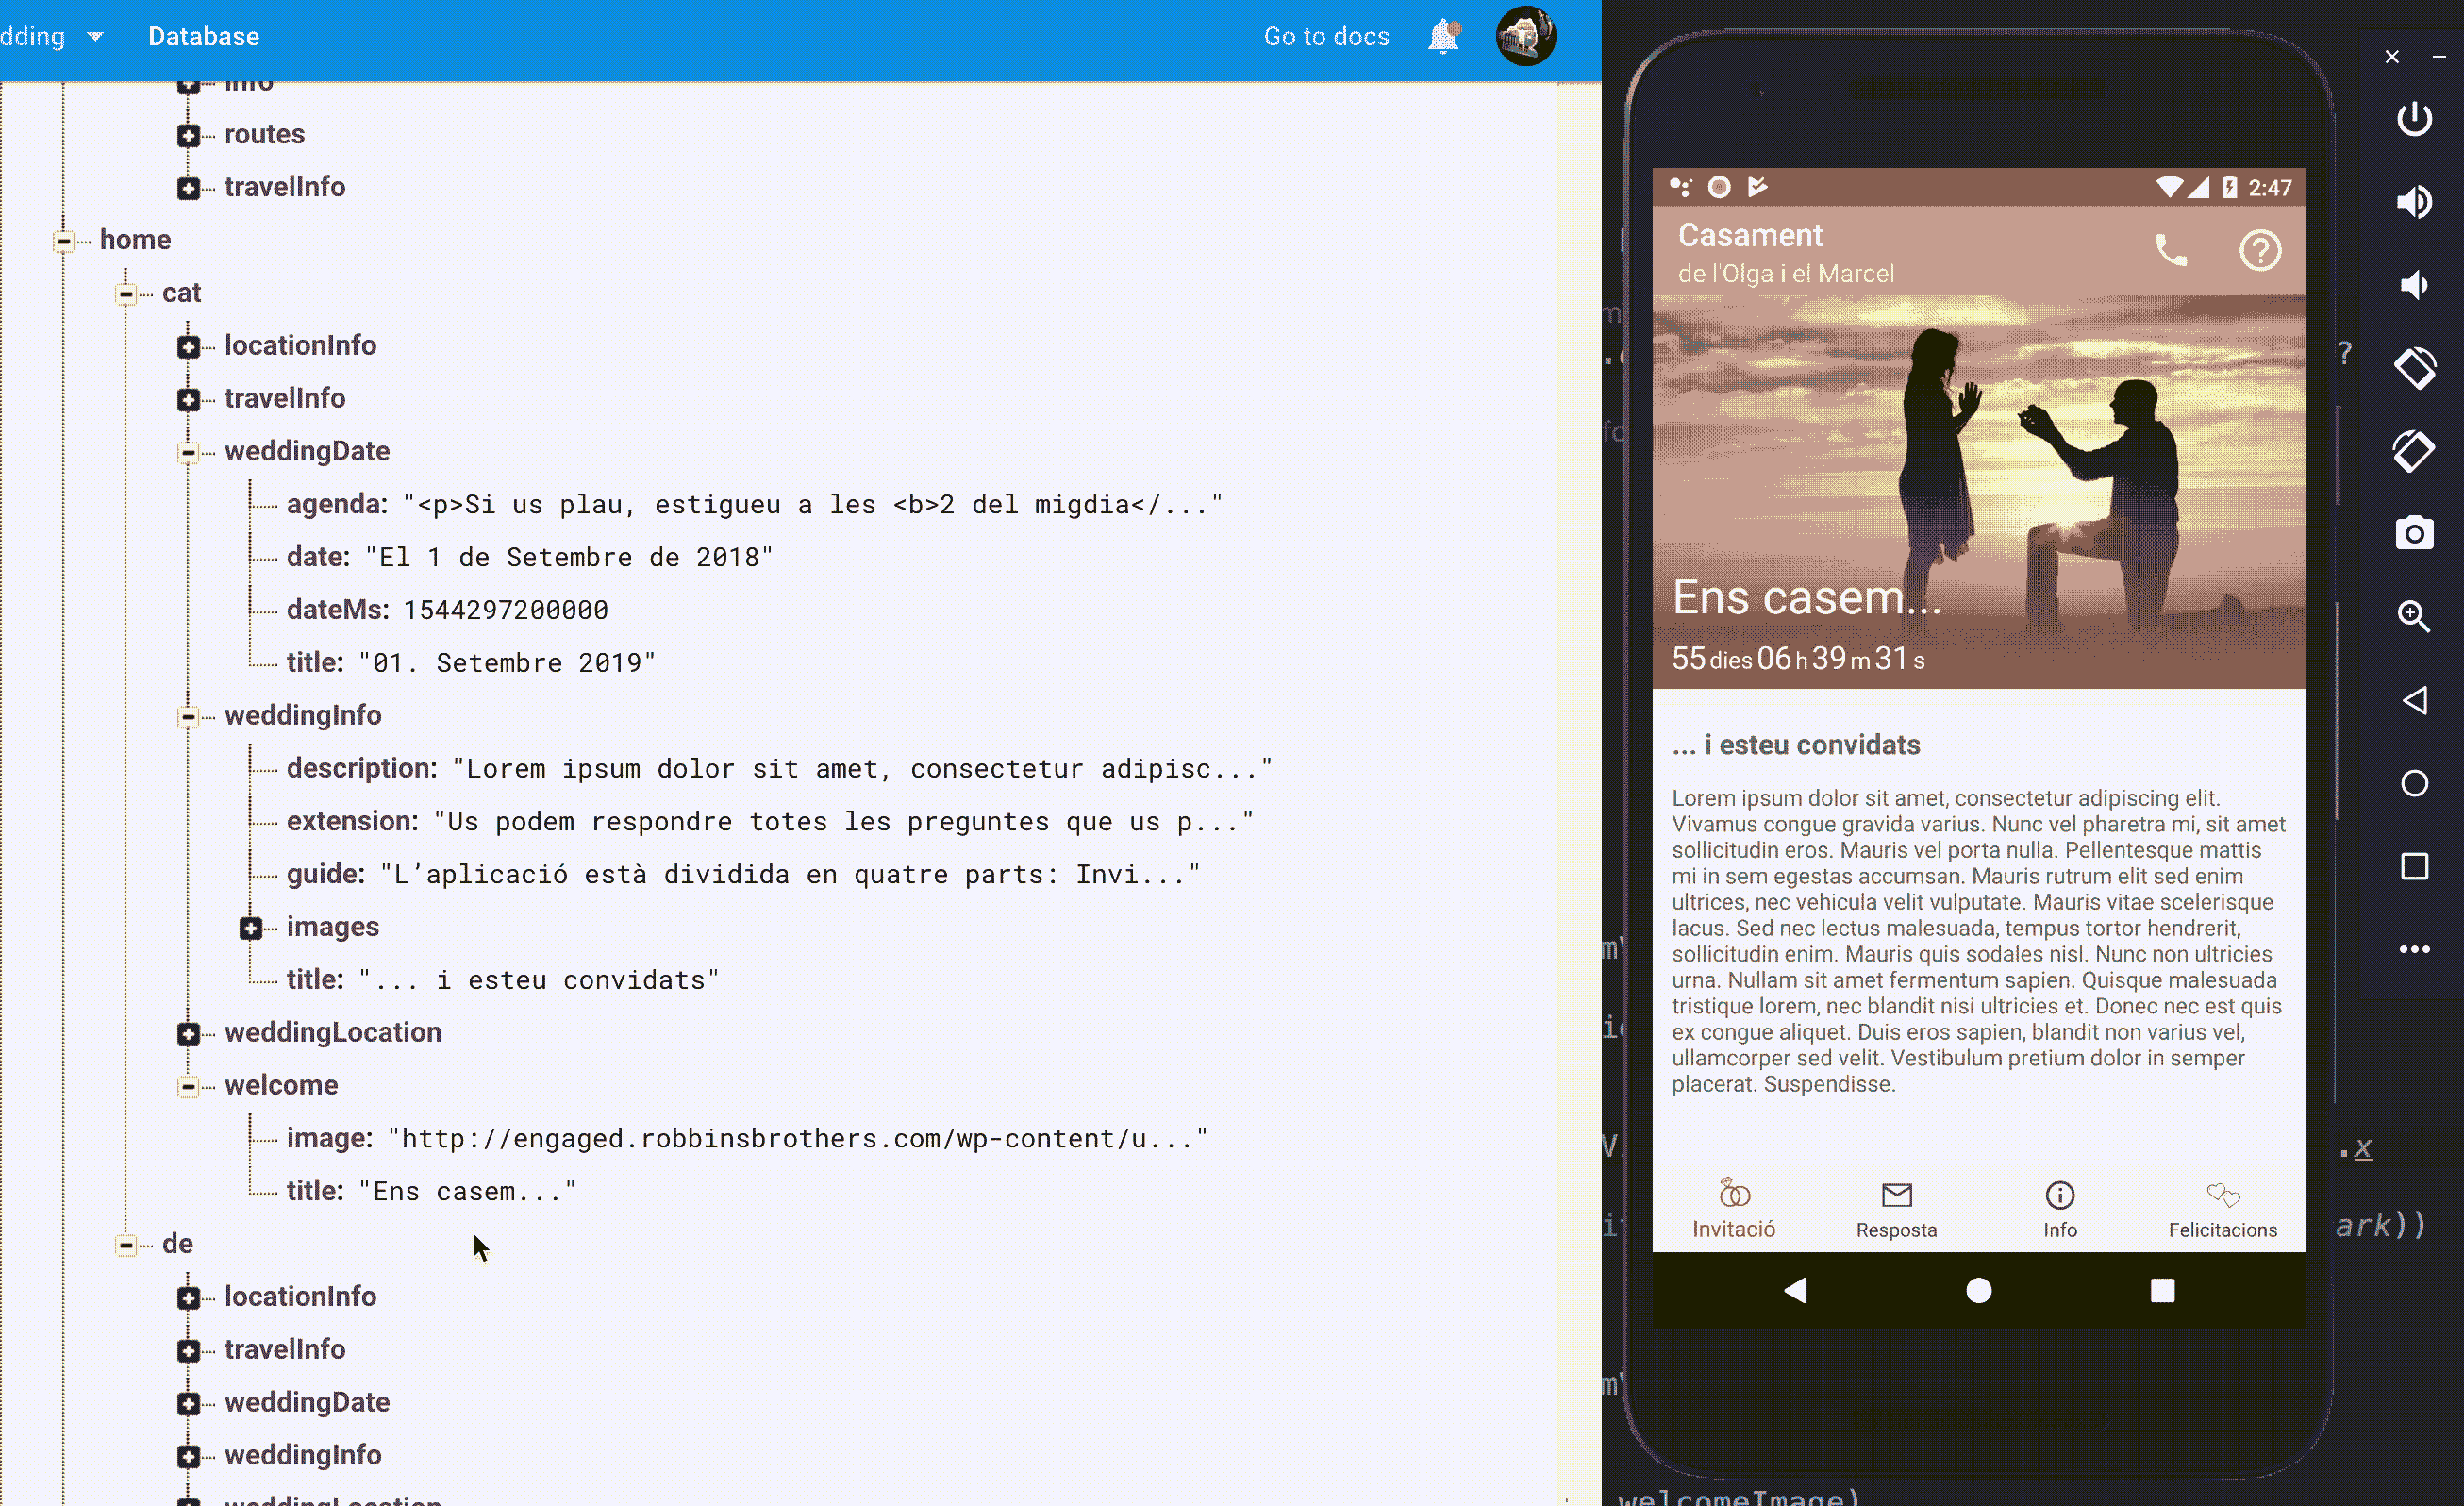 dding Database Go to docs
info
routes
travelInfo
home
cat
locationInfo
travelInfo
weddingDate
agenda: "<p>Si us plau, estigueu a les <b>2 del migdia</..."
date: "El 1 de Setembre de 2018"
dateMs: 1544297200000
title: "01. Setembre 2019"
weddingInfo
description: "Lorem ipsum dolor sit amet, consectetur adipisc..."
extension: "Us podem respondre totes les preguntes que us p..."
guide: "L’aplicació està dividida en quatre parts: Invi..."
images
title: "... i esteu convidats"
weddingLocation
welcome
image: "http://engaged.robbinsbrothers.com/wp-content/u..."
title: "Ens casem..."
de
locationInfo
travelInfo
weddingDate
weddingInfo
weddingLocation
2:47
Casament
de l'Olga i el Marcel
Ens casem...
55 dies 06 h 39 m 31 s
... i esteu convidats
Lorem ipsum dolor sit amet, consectetur adipiscing elit.
Vivamus congue gravida varius. Nunc vel pharetra mi, sit amet
sollicitudin eros. Mauris vel porta nulla. Pellentesque mattis
mi in sem egestas accumsan. Mauris rutrum elit sed enim
ultrices, nec vehicula velit vulputate. Mauris vitae scelerisque
lacus. Sed nec lectus malesuada, tempus tortor hendrerit,
sollicitudin enim. Mauris quis sodales nisl. Nunc non ultricies
urna. Nullam sit amet fermentum sapien. Quisque malesuada
tristique lorem, nec blandit nisi ultricies et. Donec nec est quis
ex congue aliquet. Duis eros sapien, blandit non varius vel,
ullamcorper sed velit. Vestibulum pretium dolor in semper
placerat. Suspendisse.
Invitació Resposta Info Felicitacions
?
.x
ark))
welcomeImage)